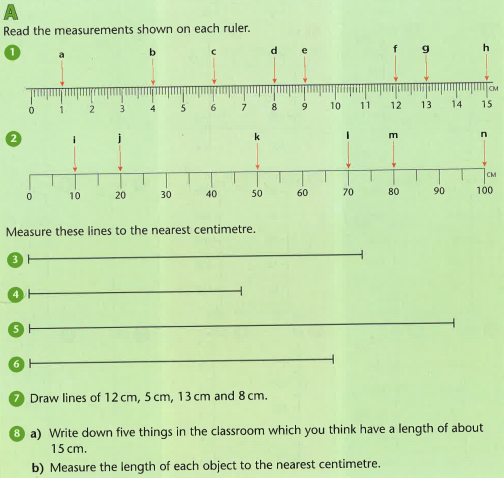 A
Read the measurements shown on each ruler.
1
a b c d e f g h
0 1 2 3 4 5 6 7 8 9 10 11 12 13 14 15 CM
2
i j k l m n
0 10 20 30 40 50 60 70 80 90 100 CM
Measure these lines to the nearest centimetre.
3
4
5
6
7 Draw lines of 12 cm, 5 cm, 13 cm and 8 cm.
8 a) Write down five things in the classroom which you think have a length of about
15 cm.
b) Measure the length of each object to the nearest centimetre.